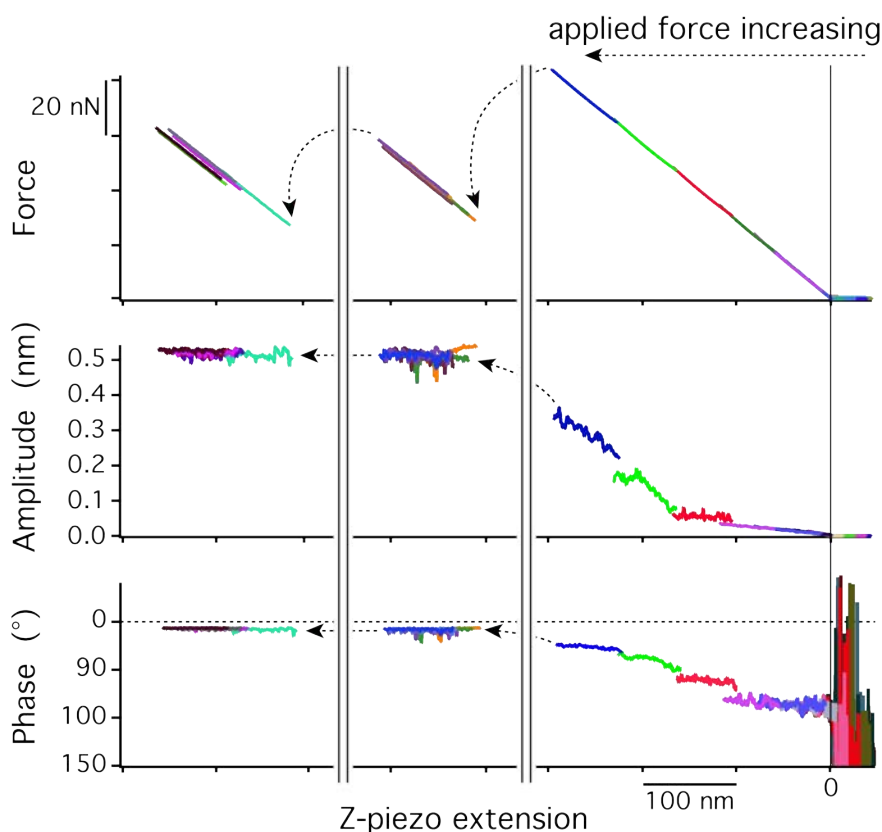 applied force increasing
Force
20 nN
Amplitude (nm)
0.5
0.4
0.3
0.2
0.1
0.0
Phase (°)
0
90
100
150
100 nm
0
Z-piezo extension